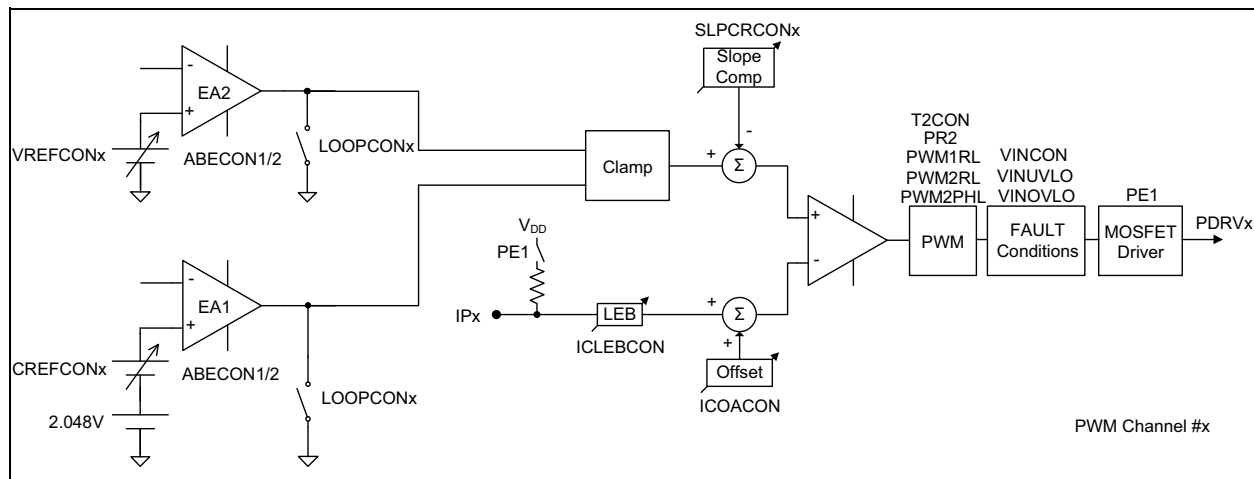 SLPCRCONx
Slope
Comp
-
-
EA2
+
VREFCONx
ABECON1/2
LOOPCONx
Clamp
+
Σ
T2CON
PR2
PWM1RL
PWM2RL
PWM2PHL
VINCON
VINUVLO
VINOVLO
PE1
+
-
PWM
FAULT
Conditions
MOSFET
Driver
PDRVx
VDD
PE1
-
EA1
+
IPx
LEB
ICLEBCON
+
Σ
+
Offset
ICOACON
CREFCONx
ABECON1/2
LOOPCONx
2.048V
PWM Channel #x